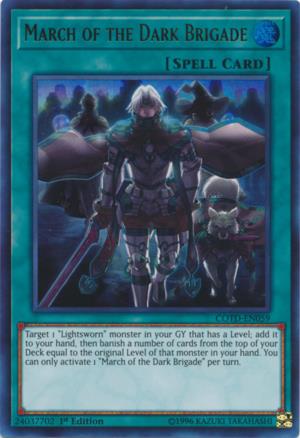 MARCH OF THE DARK BRIGADE
[SPELL CARD]
COTD-EN059
Target 1 "Lightsworn" monster in your GY that has a Level; add it
to your hand, then banish a number of cards from the top of your
Deck equal to the original Level of that monster in your hand. You
can only activate 1 "March of the Dark Brigade" per turn.
24037702 1st Edition ©1996 KAZUKI TAKAHASHI